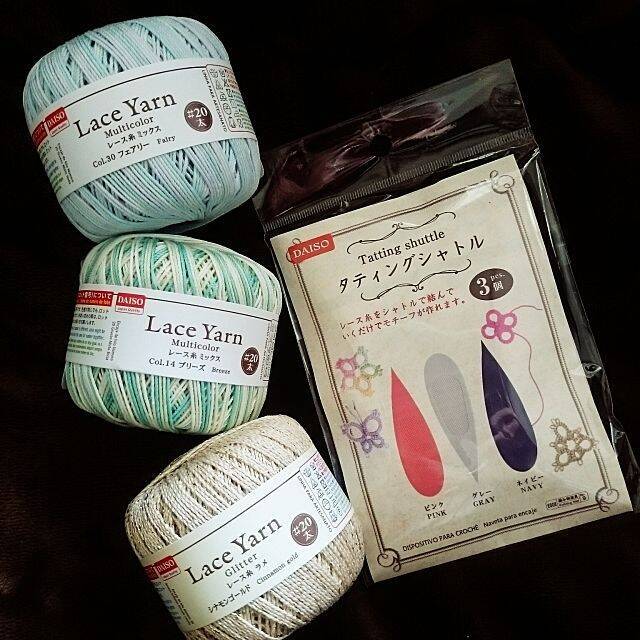 DAISO
Lace Yarn
Multicolor
レース糸 ミックス
Col.30 フェアリー Fairy
#20
太
DAISO
Japan Quality
Lace Yarn
Multicolor
レース糸 ミックス
Col.14 ブリーズ Breeze
#20
太
DAISO
Lace Yarn
Glitter
レース糸 ラメ
シナモンゴールド Cinnamon gold
#20
太
DAISO
Tatting shuttle
タティングシャトル
3 pcs.
個
レース糸をシャトルで結んで
いくだけでモチーフが作れます。
ピンク
PINK
グレー
GRAY
ネイビー
NAVY
DISPOSITIVO PARA CROCHÉ Naveta para encaje